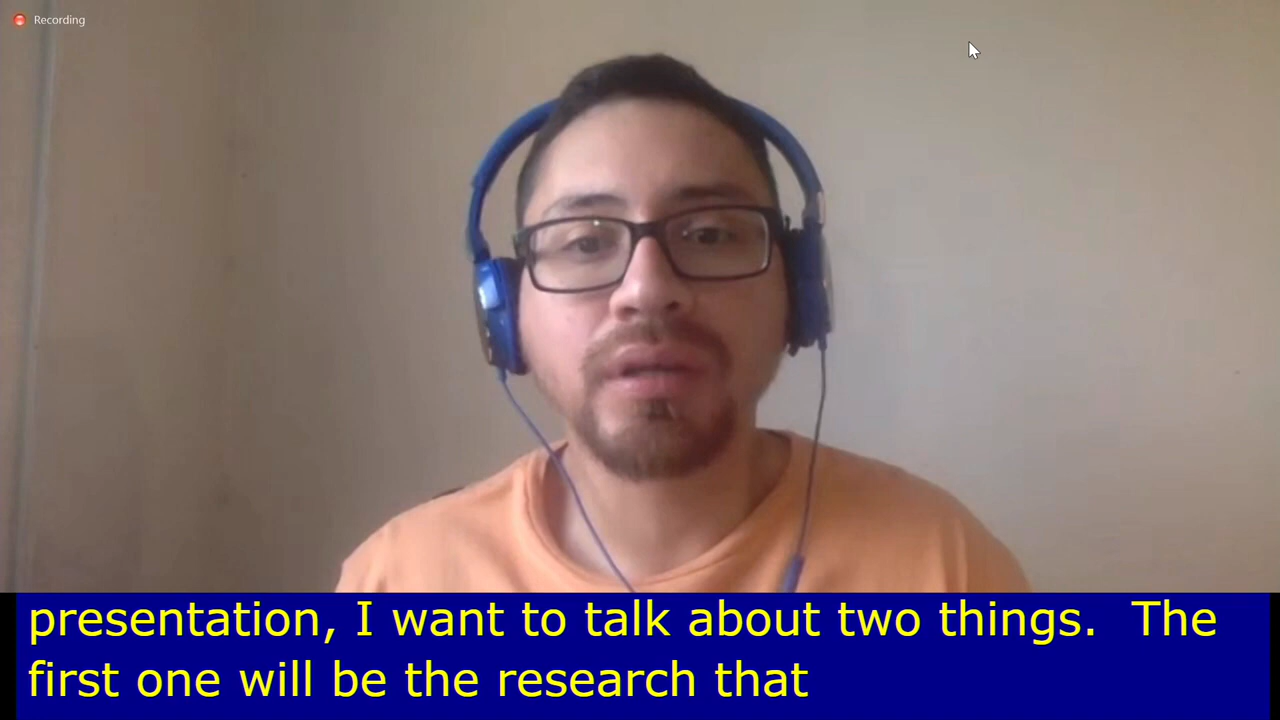 Recording
presentation, I want to talk about two things.  The
first one will be the research that